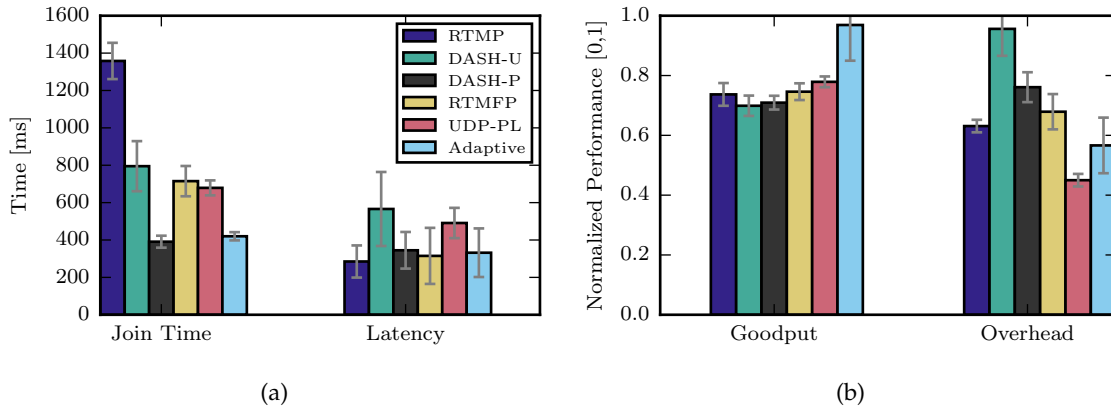 1600
1400
1200
1000
800
600
400
200
0
Time [ms]
RTMP
DASH-U
DASH-P
RTMFP
UDP-PL
Adaptive
Join Time
Latency
(a)
1.0
0.8
0.6
0.4
0.2
0.0
Normalized Performance [0,1]
Goodput
Overhead
(b)